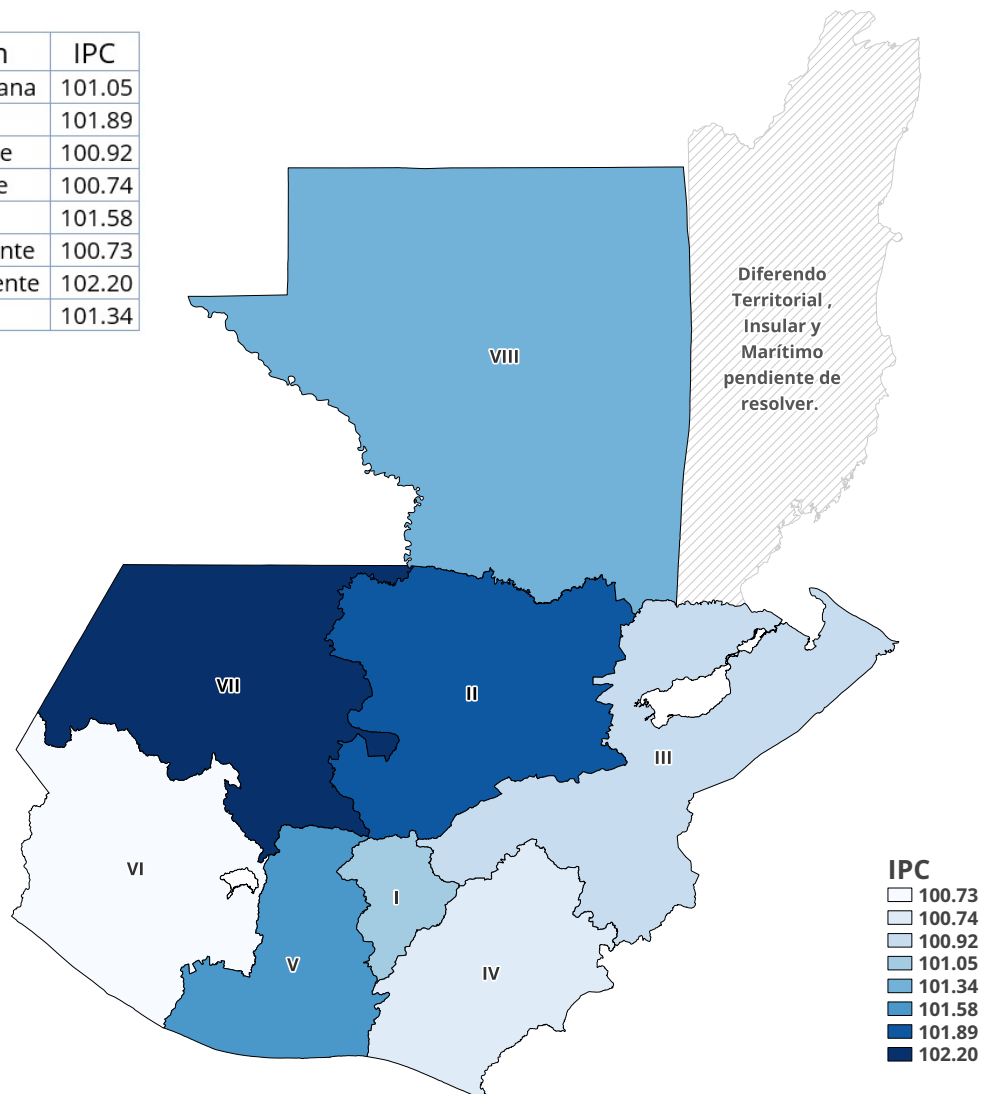 n IPC
ana 101.05
101.89
e 100.92
e 100.74
101.58
nte 100.73
ente 102.20
101.34
Diferendo
Territorial ,
Insular y
Marítimo
pendiente de
resolver.
VIII
VII
II
III
VI
I
V
IV
IPC
100.73
100.74
100.92
101.05
101.34
101.58
101.89
102.20